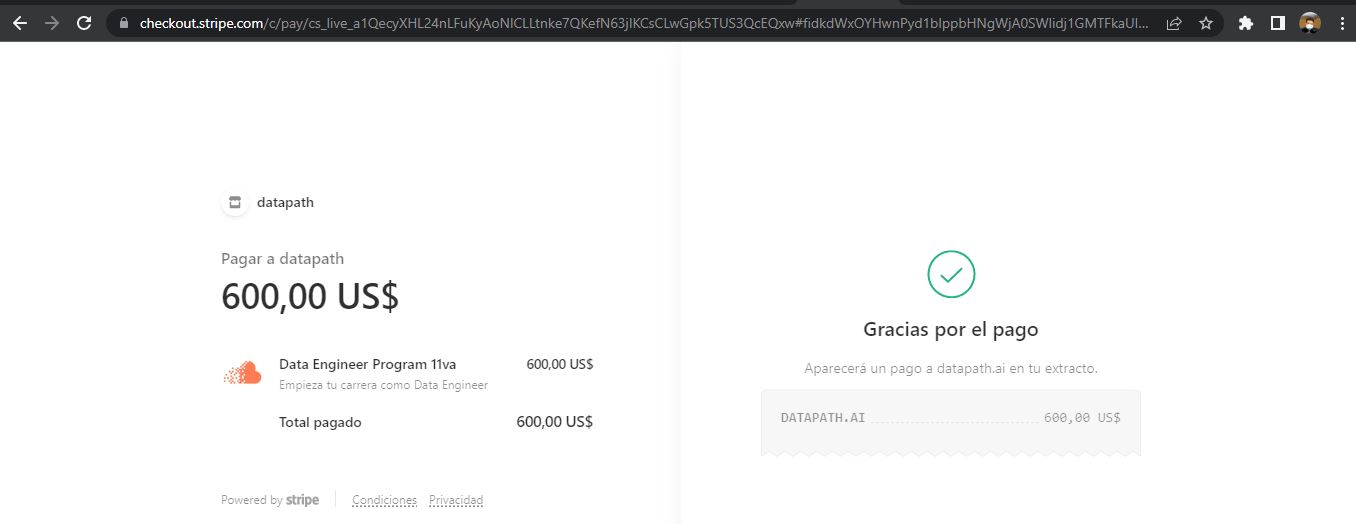 checkout.stripe.com/c/pay/cs_live_a1QecyXHL24nLFuKyAoNlCLLtnke7QKefN63jlKCsCLwGpk5TUS3QcEQxw#fidkdWxOYHwnPyd1blppbHNgWjA0SWlidj1GMTFkaUl...
datapath
Pagar a datapath
600,00 US$
Data Engineer Program 11va 600,00 US$
Empieza tu carrera como Data Engineer
Total pagado 600,00 US$
Powered by stripe Condiciones Privacidad
Gracias por el pago
Aparecerá un pago a datapath.ai en tu extracto.
DATAPATH.AI 600,00 US$